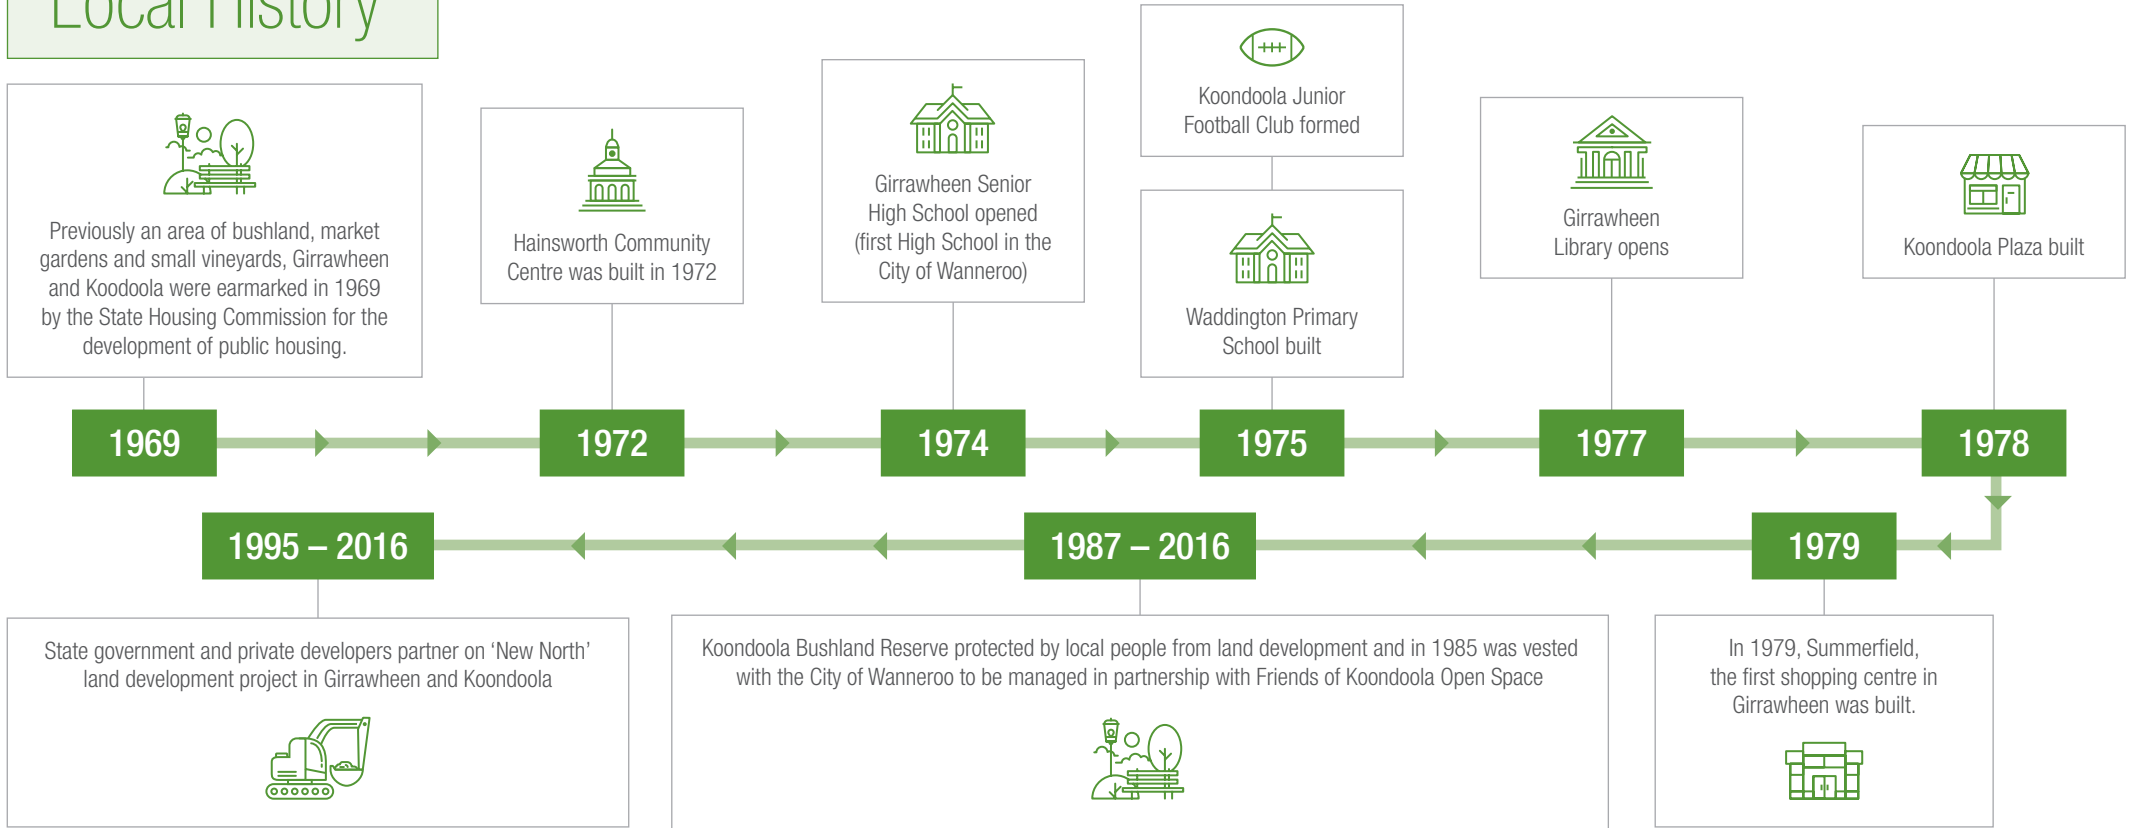 Local History
Previously an area of bushland, market
gardens and small vineyards, Girrawheen
and Koodoola were earmarked in 1969
by the State Housing Commission for the
development of public housing.
Hainsworth Community
Centre was built in 1972
Girrawheen Senior
High School opened
(first High School in the
City of Wanneroo)
Koondoola Junior
Football Club formed
Waddington Primary
School built
Girrawheen
Library opens
Koondoola Plaza built
1969
1972
1974
1975
1977
1978
1995 – 2016
1987 – 2016
1979
State government and private developers partner on ‘New North’
land development project in Girrawheen and Koondoola
Koondoola Bushland Reserve protected by local people from land development and in 1985 was vested
with the City of Wanneroo to be managed in partnership with Friends of Koondoola Open Space
In 1979, Summerfield,
the first shopping centre in
Girrawheen was built.